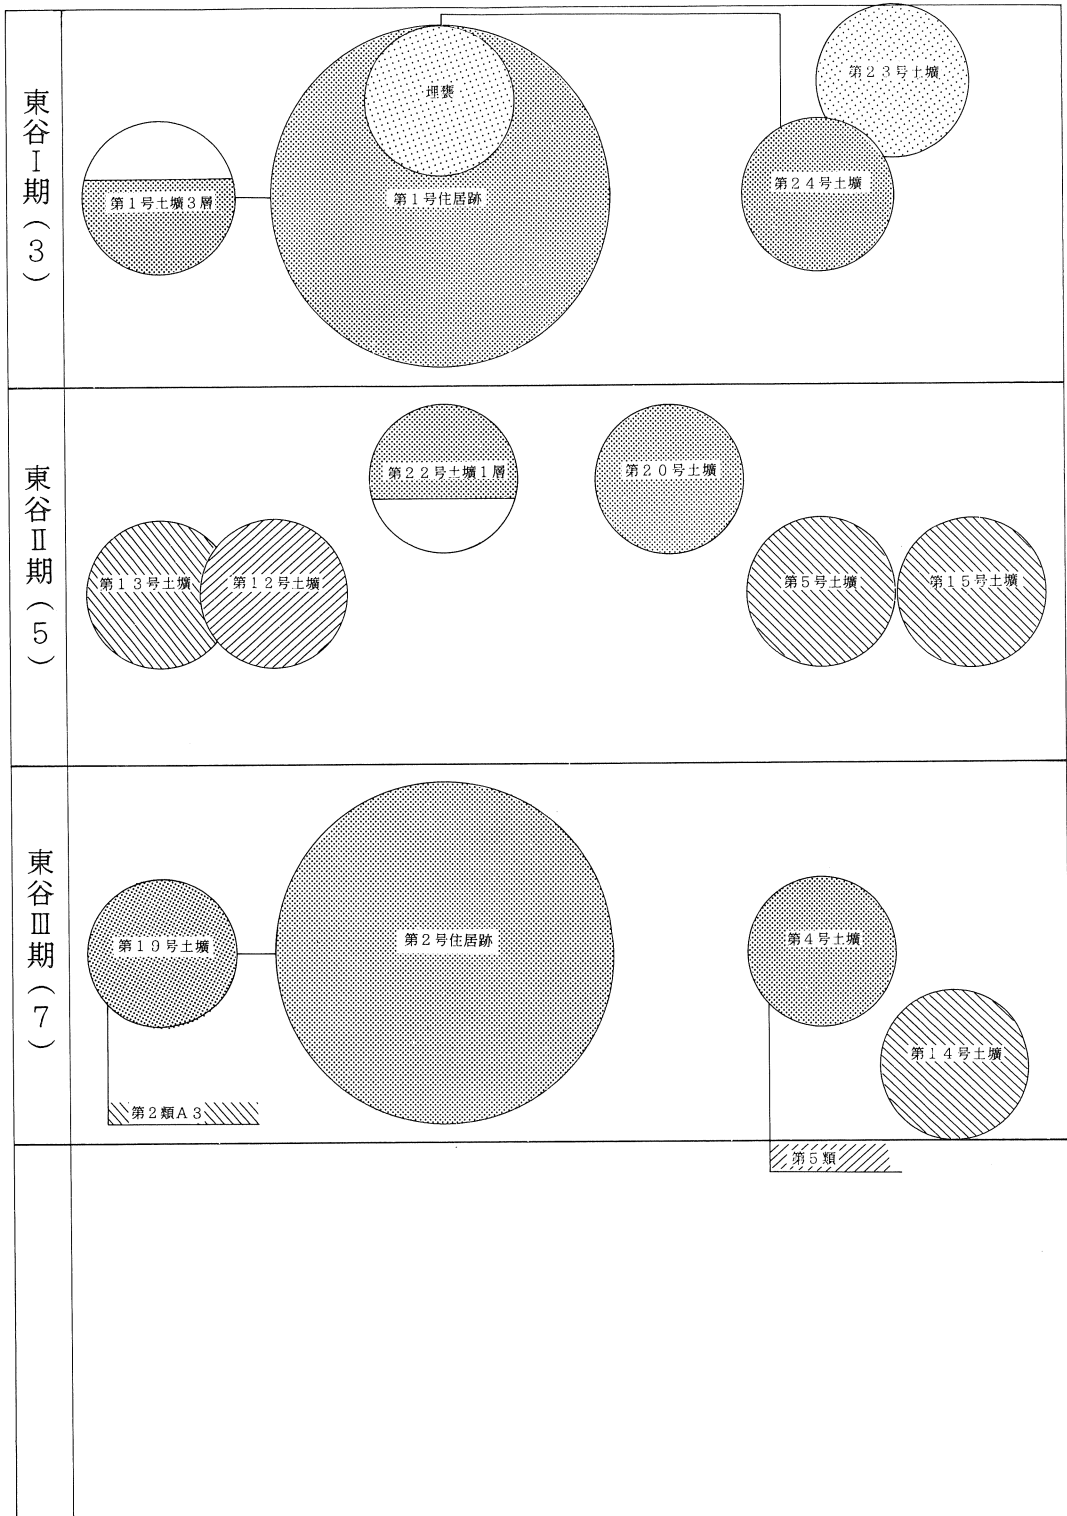 東谷Ⅰ期（3）
埋甕
第２３号土壙
第２４号土壙
第１号土壙３層
第１号住居跡
東谷Ⅱ期（5）
第２２号土壙１層
第２０号土壙
第１３号土壙
第１２号土壙
第５号土壙
第１５号土壙
東谷Ⅲ期（7）
第１９号土壙
第２号住居跡
第４号土壙
第１４号土壙
第２類Ａ３
第５類